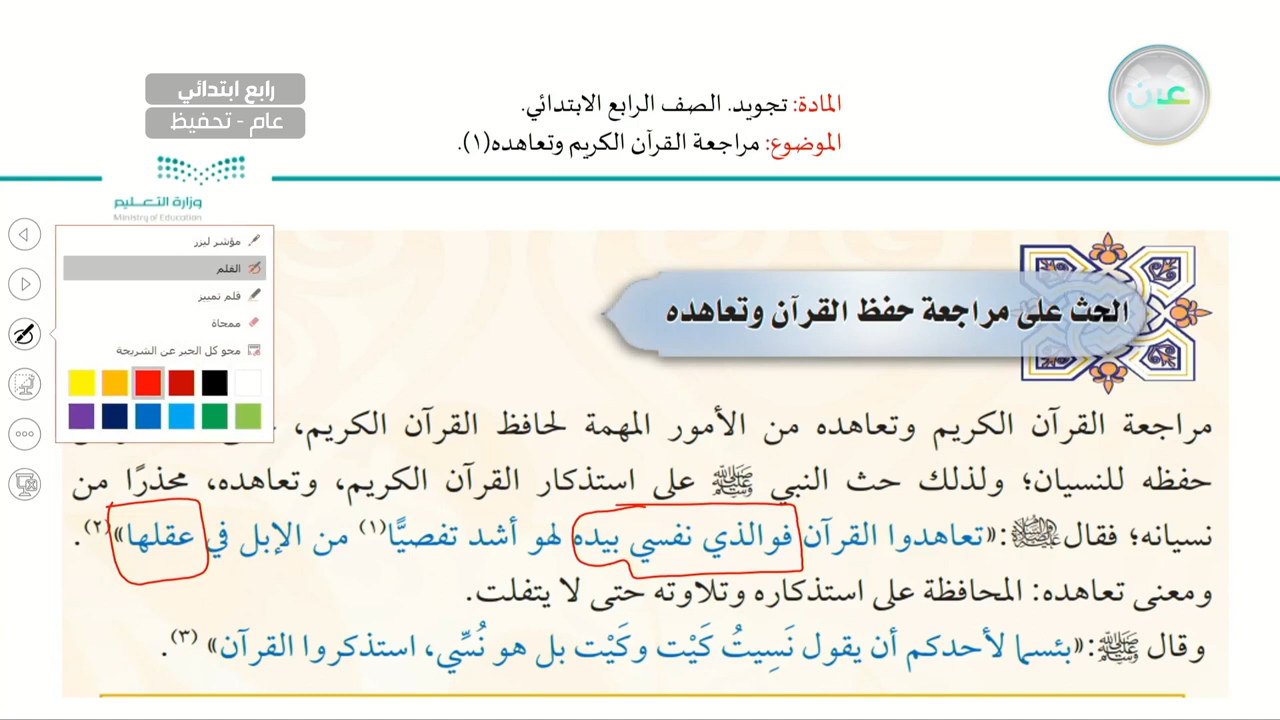 رابع ابتدائي
عام - تحفيظ
عين
المادة: تجويد. الصف الرابع الابتدائي.
الموضوع: مراجعة القرآن الكريم وتعاهده(١).
وزارة التعليم
Ministry of Education
مؤشر ليزر
القلم
قلم تمييز
ممحاة
محو كل الحبر عن الشريحة
الحث على مراجعة حفظ القرآن وتعاهده
مراجعة القرآن الكريم وتعاهده من الأمور المهمة لحافظ القرآن الكريم،
حفظه للنسيان؛ ولذلك حث النبي ﷺ على استذكار القرآن الكريم، وتعاهده، محذرًا من
نسيانه؛ فقال ﷺ: «تعاهدوا القرآن فوالذي نفسي بيده لهو أشد تفصيًّا(١) من الإبل في عقلها»(٢).
ومعنى تعاهده: المحافظة على استذكاره وتلاوته حتى لا يتفلت.
وقال ﷺ: «بئسما لأحدكم أن يقول نَسِيتُ كَيْت وكَيْت بل هو نُسِّي، استذكروا القرآن»(٣).